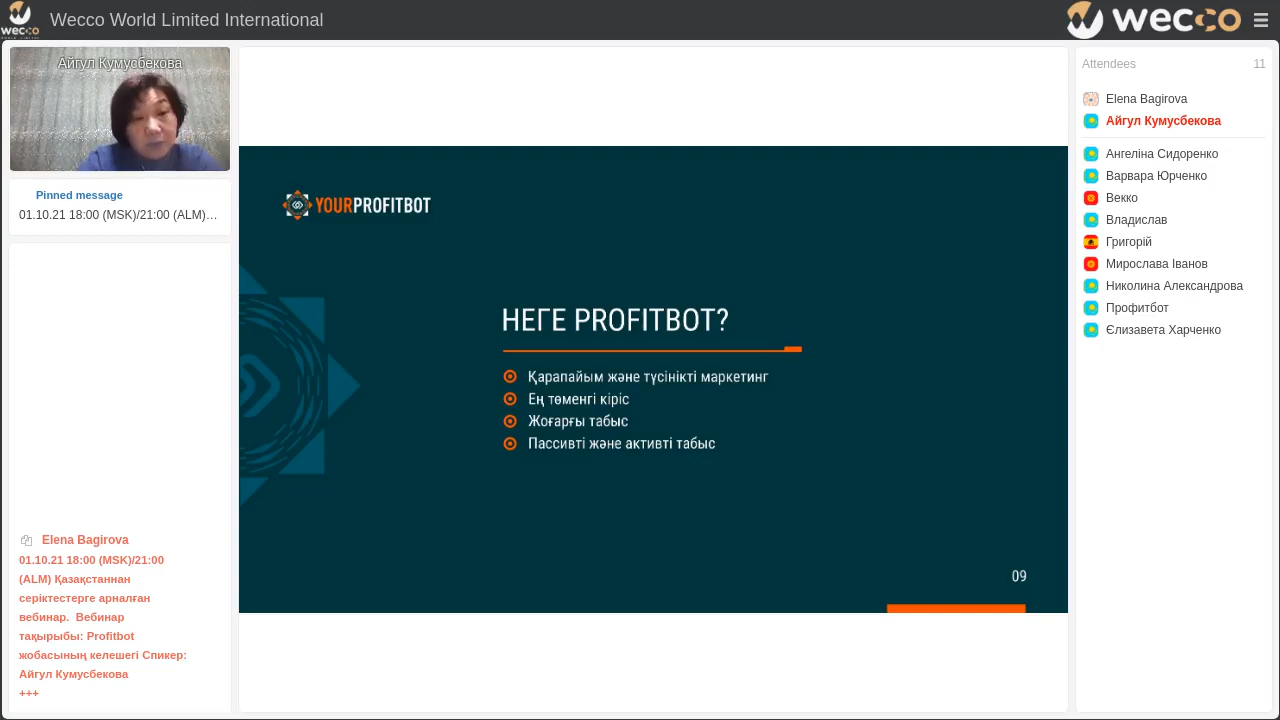 Wecco World Limited International
wecco
wecco
Айгул Кумусбекова
Pinned message
01.10.21 18:00 (MSK)/21:00 (ALM)…
Elena Bagirova
01.10.21 18:00 (MSK)/21:00
(ALM) Қазақстаннан
серіктестерге арналған
вебинар.  Вебинар
тақырыбы: Profitbot
жобасының келешегі Спикер:
Айгул Кумусбекова
+++
YOURPROFITBOT
НЕГЕ PROFITBOT?
Қарапайым және түсінікті маркетинг
Ең төменгі кіріс
Жоғарғы табыс
Пассивті және активті табыс
09
Attendees 11
Elena Bagirova
Айгул Кумусбекова
Ангеліна Сидоренко
Варвара Юрченко
Векко
Владислав
Григорій
Мирослава Іванов
Николина Александрова
Профитбот
Єлизавета Харченко